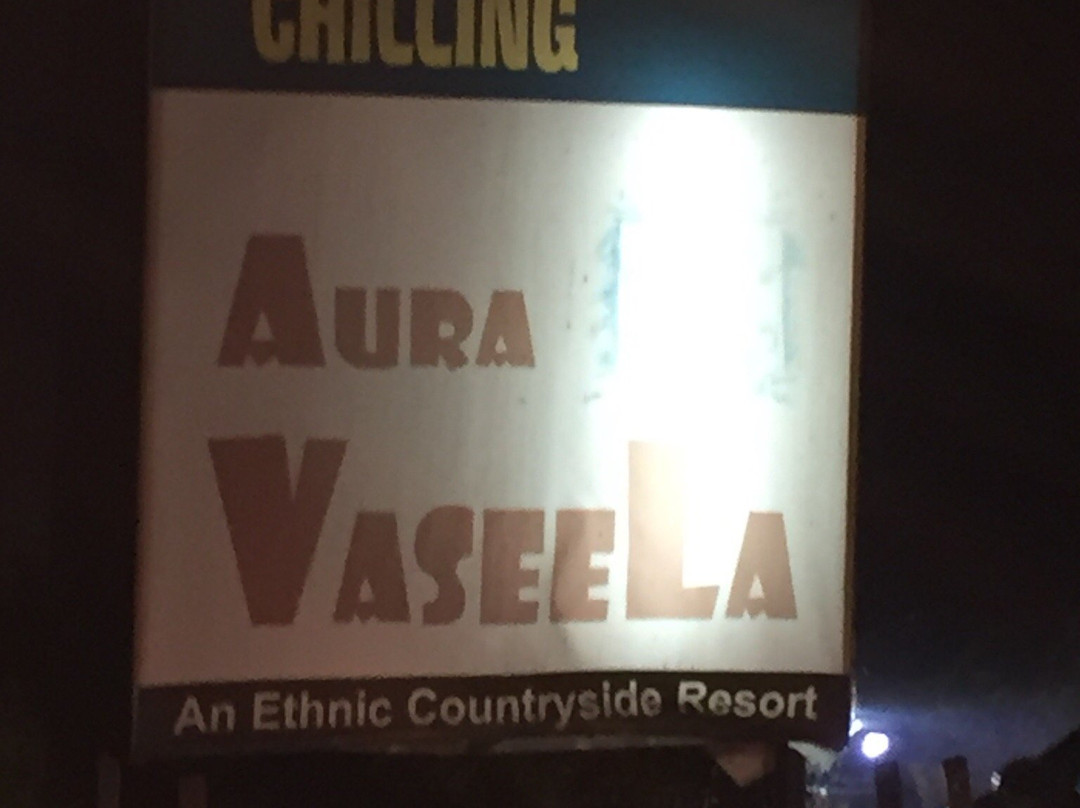 CHILLING
AURA
VASEELA
An Ethnic Countryside Resort